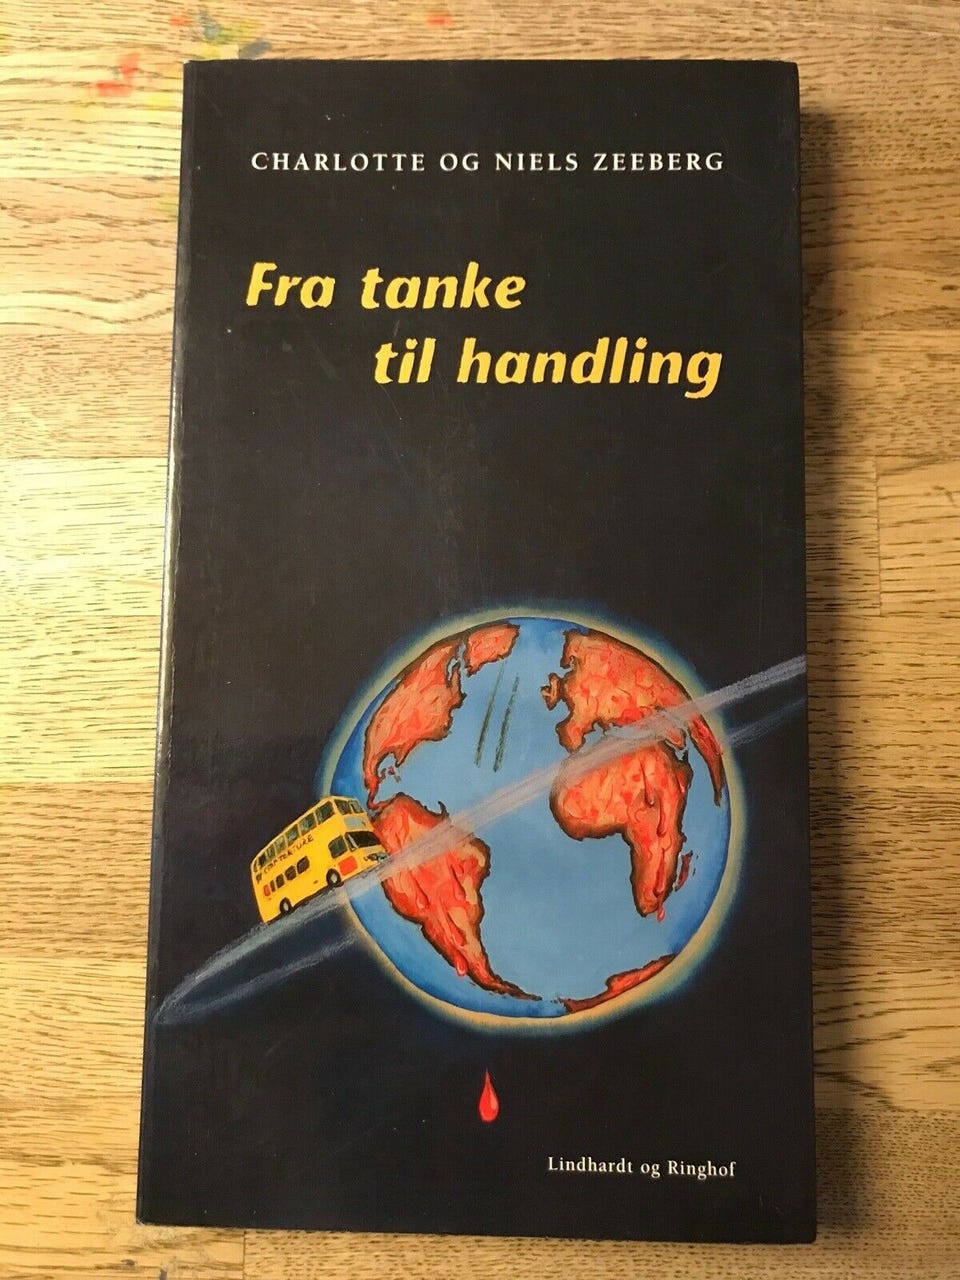 CHARLOTTE OG NIELS ZEEBERG
Fra tanke
til handling
Lindhardt og Ringhof